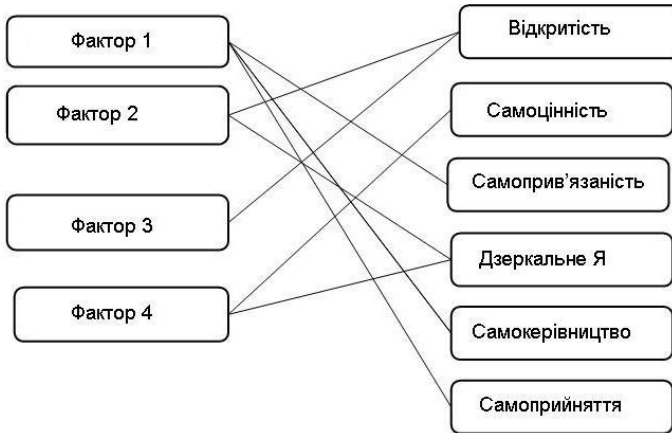 Фактор 1
Фактор 2
Фактор 3
Фактор 4
Відкритість
Самоцінність
Самоприв'язаність
Дзеркальне Я
Самокерівництво
Самоприйняття